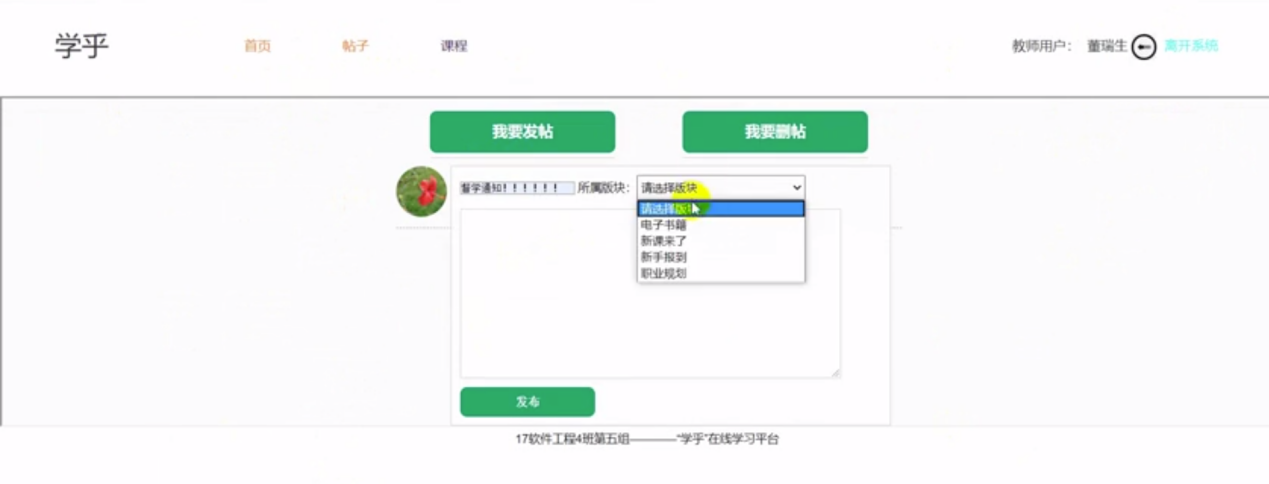 学乎 首页 帖子 课程 教师用户: 董瑞生 离开系统
我要发帖 我要删帖
督学通知！！！！！！ 所属版块: 请选择版块
请选择版块
电子书籍
新课来了
新手报到
职业规划
发布
17软件工程4班第五组————“学乎”在线学习平台